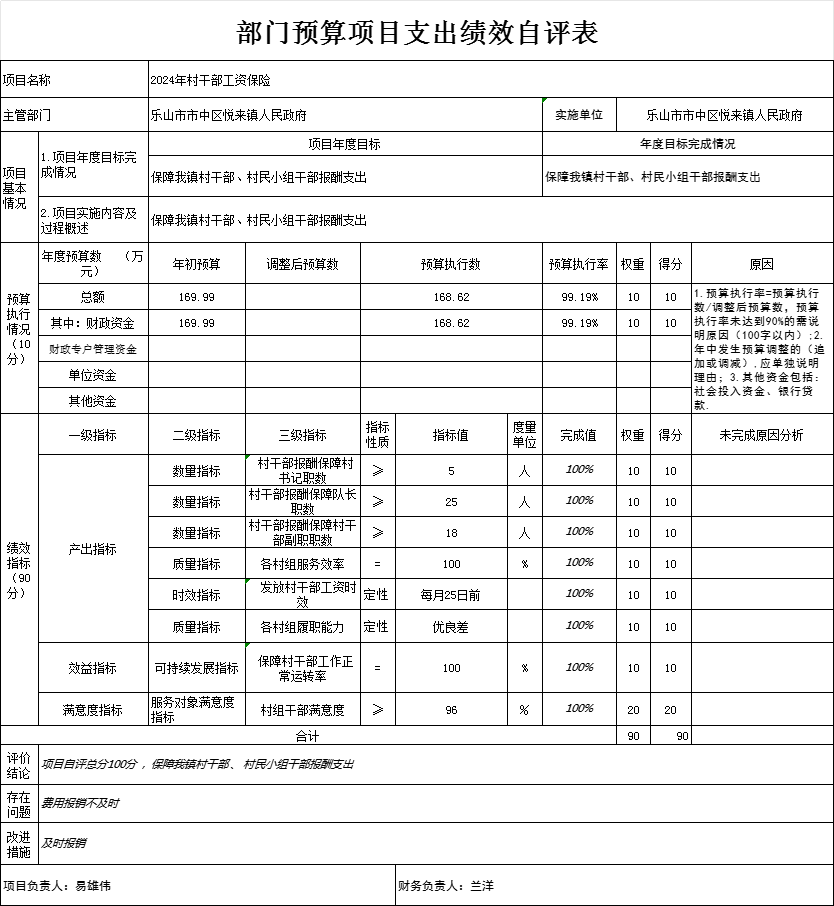 部门预算项目支出绩效自评表
项目名称 2024年村干部工资保险
主管部门 乐山市市中区悦来镇人民政府 实施单位 乐山市市中区悦来镇人民政府
项目基本情况
1.项目年度目标完成情况
项目年度目标 年度目标完成情况
保障我镇村干部、村民小组干部报酬支出 保障我镇村干部、村民小组干部报酬支出
2.项目实施内容及过程概述 保障我镇村干部、村民小组干部报酬支出
预算执行情况（10分）
年度预算数 （万元） 年初预算 调整后预算数 预算执行数 预算执行率 权重 得分 原因
总额 169.99 168.62 99.19% 10 10
其中：财政资金 169.99 168.62 99.19% 10 10
财政专户管理资金
单位资金
其他资金
1.预算执行率=预算执行
数/调整后预算数，预算
执行率未达到90%的需说
明原因（100字以内）;2.
年中发生预算调整的（追
加或调减）,应单独说明
理由；3.其他资金包括：
社会投入资金、银行贷
款.
绩效指标（90分）
一级指标 二级指标 三级指标 指标性质 指标值 度量单位 完成值 权重 得分 未完成原因分析
产出指标
数量指标 村干部报酬保障村书记职数 ≥ 5 人 100% 10 10
数量指标 村干部报酬保障队长职数 ≥ 25 人 100% 10 10
数量指标 村干部报酬保障村干部副职职数 ≥ 18 人 100% 10 10
质量指标 各村组服务效率 = 100 % 100% 10 10
时效指标 发放村干部工资时效 定性 每月25日前 100% 10 10
质量指标 各村组履职能力 定性 优良差 100% 10 10
效益指标 可持续发展指标 保障村干部工作正常运转率 = 100 % 100% 10 10
满意度指标 服务对象满意度指标 村组干部满意度 ≥ 96 % 100% 20 20
合计 90 90
评价结论 项目自评总分100分，保障我镇村干部、村民小组干部报酬支出
存在问题 费用报销不及时
改进措施 及时报销
项目负责人：易雄伟 财务负责人：兰洋